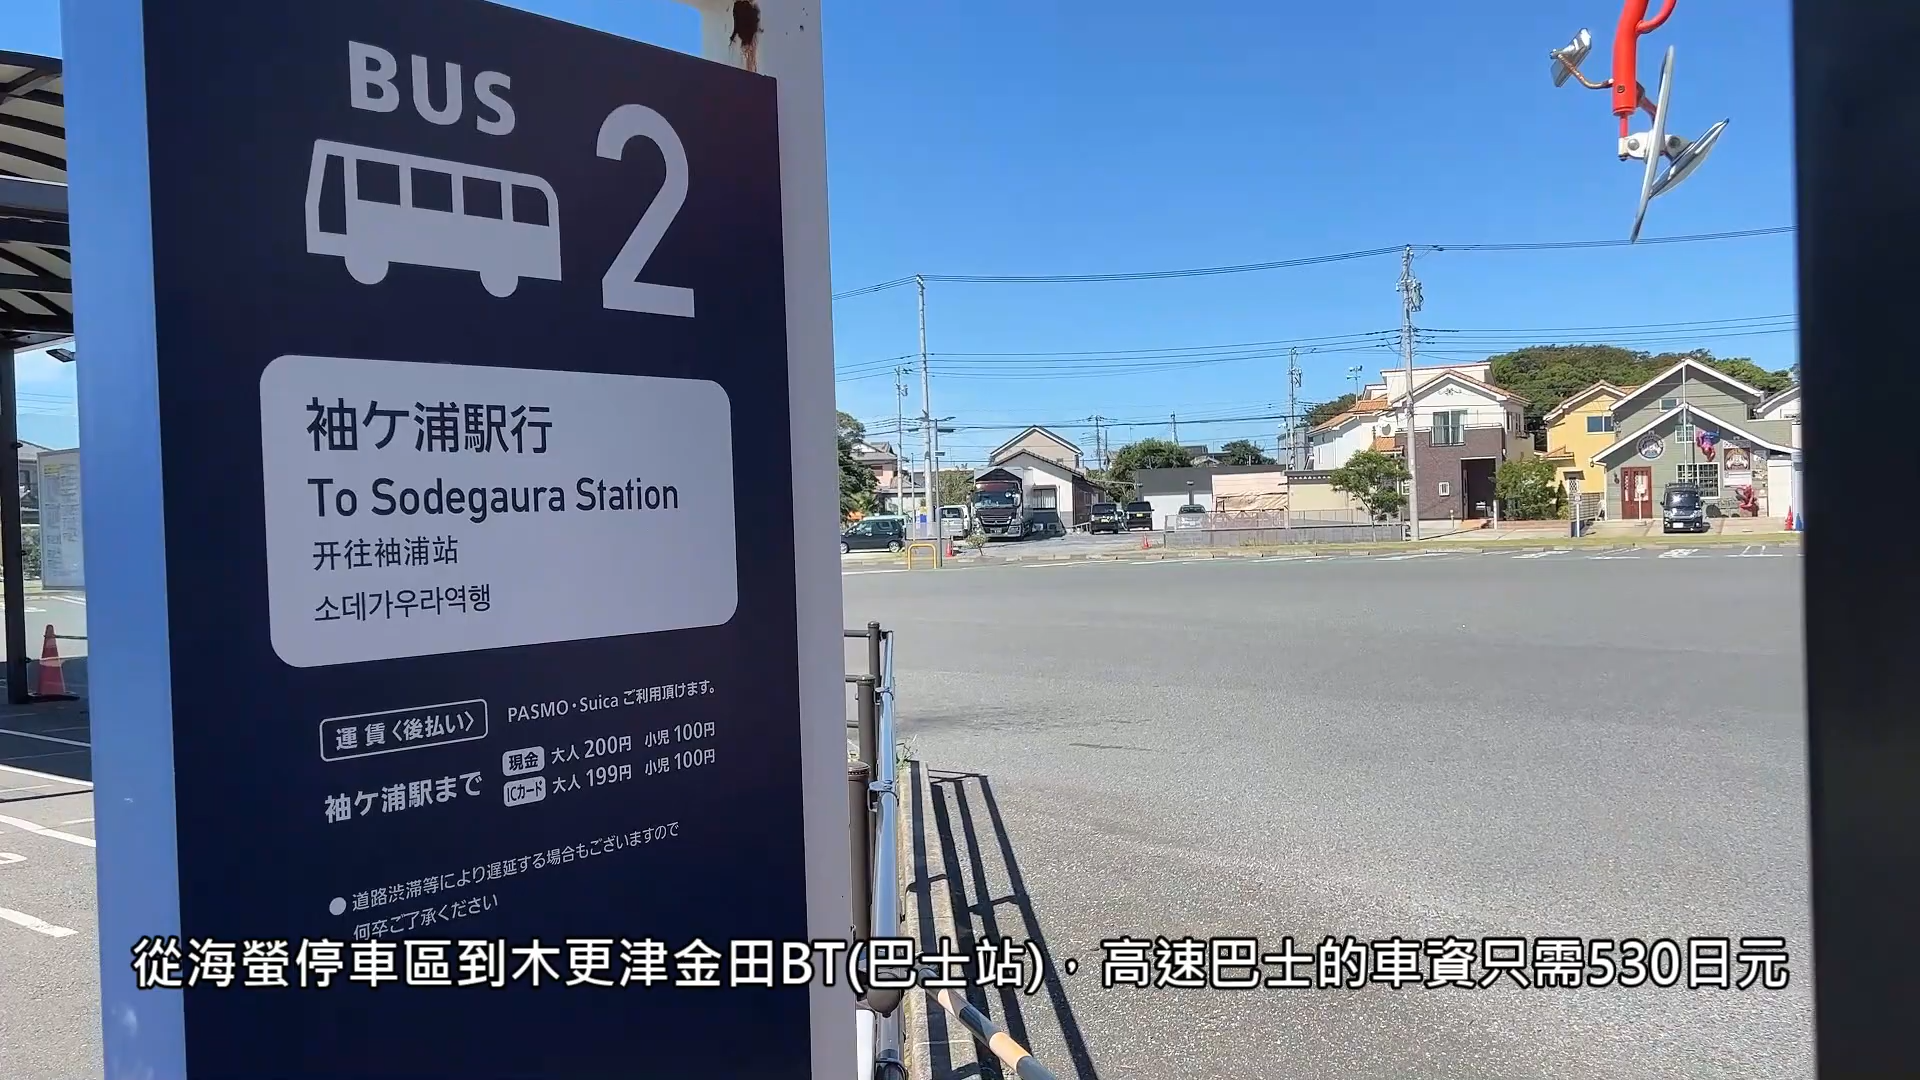 BUS
2
袖ケ浦駅行
To Sodegaura Station
开往袖浦站
소데가우라역행
運賃〈後払い〉 PASMO・Suica ご利用頂けます。
袖ケ浦駅まで
現金 大人 200円 小児 100円
ICカード 大人 199円 小児 100円
● 道路渋滞等により遅延する場合もございますので
何卒ご了承ください
從海螢停車區到木更津金田BT(巴士站)，高速巴士的車資只需530日元